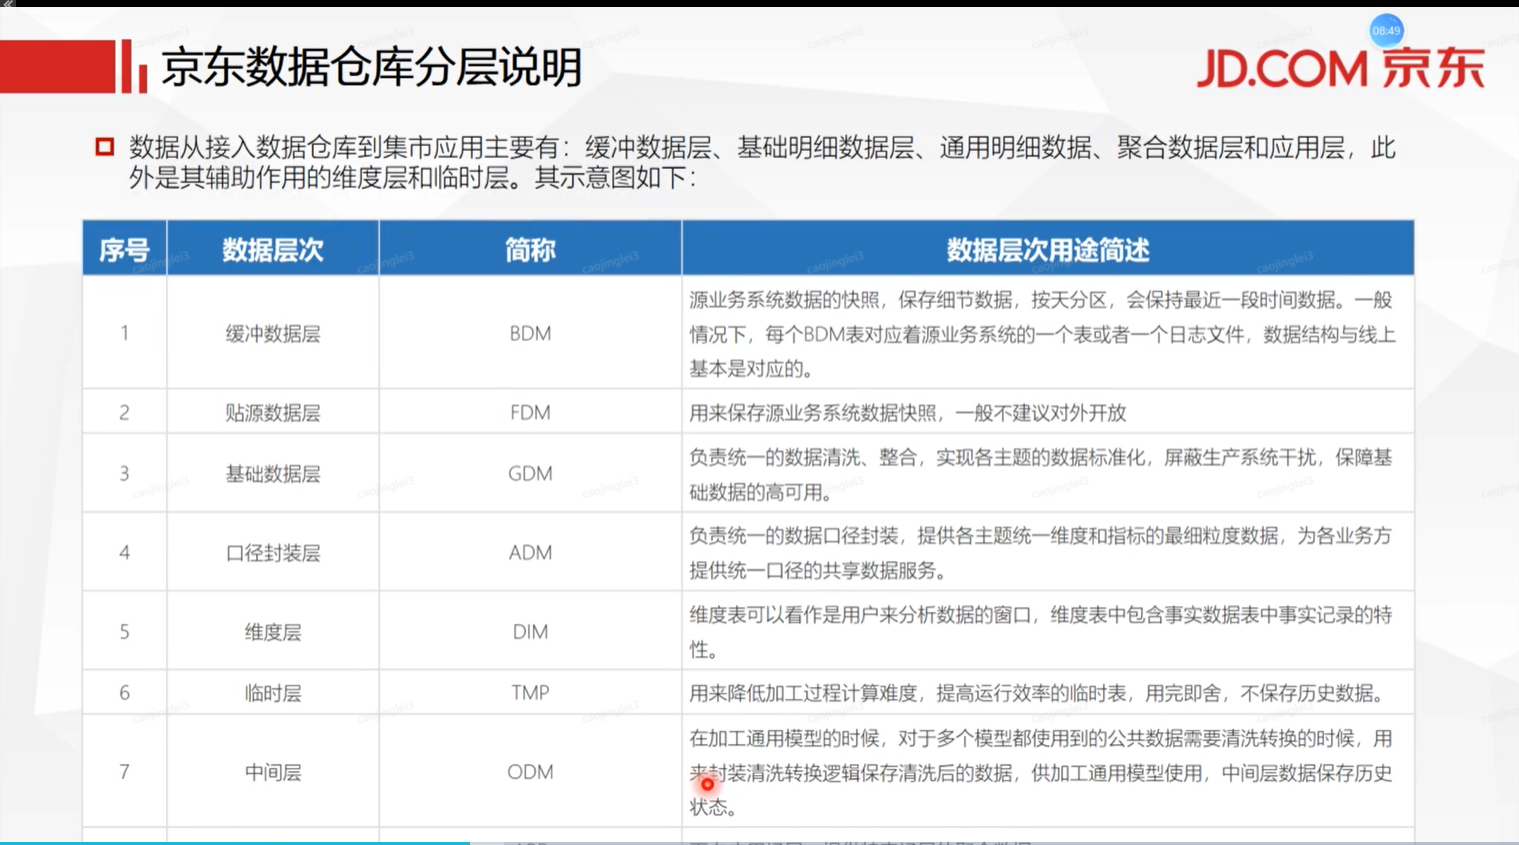 08:49
京东数据仓库分层说明
JD.COM 京东
数据从接入数据仓库到集市应用主要有：缓冲数据层、基础明细数据层、通用明细数据、聚合数据层和应用层，此
外是其辅助作用的维度层和临时层。其示意图如下：
序号 数据层次 简称 数据层次用途简述
1 缓冲数据层 BDM 源业务系统数据的快照，保存细节数据，按天分区，会保持最近一段时间数据。一般
情况下，每个BDM表对应着源业务系统的一个表或者一个日志文件，数据结构与线上
基本是对应的。
2 贴源数据层 FDM 用来保存源业务系统数据快照，一般不建议对外开放
3 基础数据层 GDM 负责统一的数据清洗、整合，实现各主题的数据标准化，屏蔽生产系统干扰，保障基
础数据的高可用。
4 口径封装层 ADM 负责统一的数据口径封装，提供各主题统一维度和指标的最细粒度数据，为各业务方
提供统一口径的共享数据服务。
5 维度层 DIM 维度表可以看作是用户来分析数据的窗口，维度表中包含事实数据表中事实记录的特
性。
6 临时层 TMP 用来降低加工过程计算难度，提高运行效率的临时表，用完即舍，不保存历史数据。
7 中间层 ODM 在加工通用模型的时候，对于多个模型都使用到的公共数据需要清洗转换的时候，用
来封装清洗转换逻辑保存清洗后的数据，供加工通用模型使用，中间层数据保存历史
状态。
caojinglei3